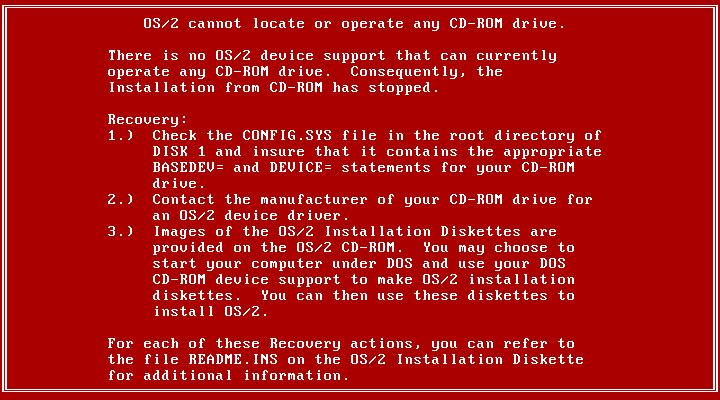 OS/2 cannot locate or operate any CD-ROM drive.
There is no OS/2 device support that can currently
operate any CD-ROM drive.  Consequently, the
Installation from CD-ROM has stopped.
Recovery:
1.)  Check the CONFIG.SYS file in the root directory of
DISK 1 and insure that it contains the appropriate
BASEDEV= and DEVICE= statements for your CD-ROM
drive.
2.)  Contact the manufacturer of your CD-ROM drive for
an OS/2 device driver.
3.)  Images of the OS/2 Installation Diskettes are
provided on the OS/2 CD-ROM.  You may choose to
start your computer under DOS and use your DOS
CD-ROM device support to make OS/2 installation
diskettes.  You can then use these diskettes to
install OS/2.
For each of these Recovery actions, you can refer to
the file README.INS on the OS/2 Installation Diskette
for additional information.